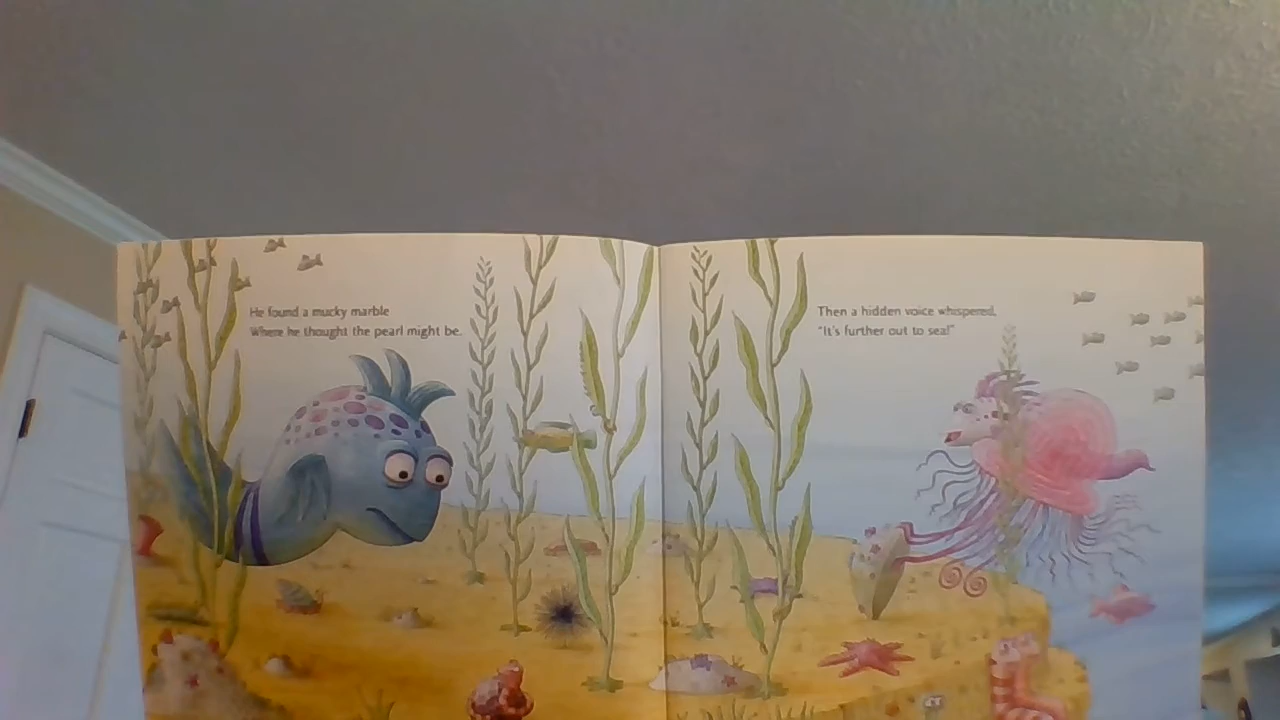 He found a mucky marble
Where he thought the pearl might be.
Then a hidden voice whispered,
"It's further out to sea!"